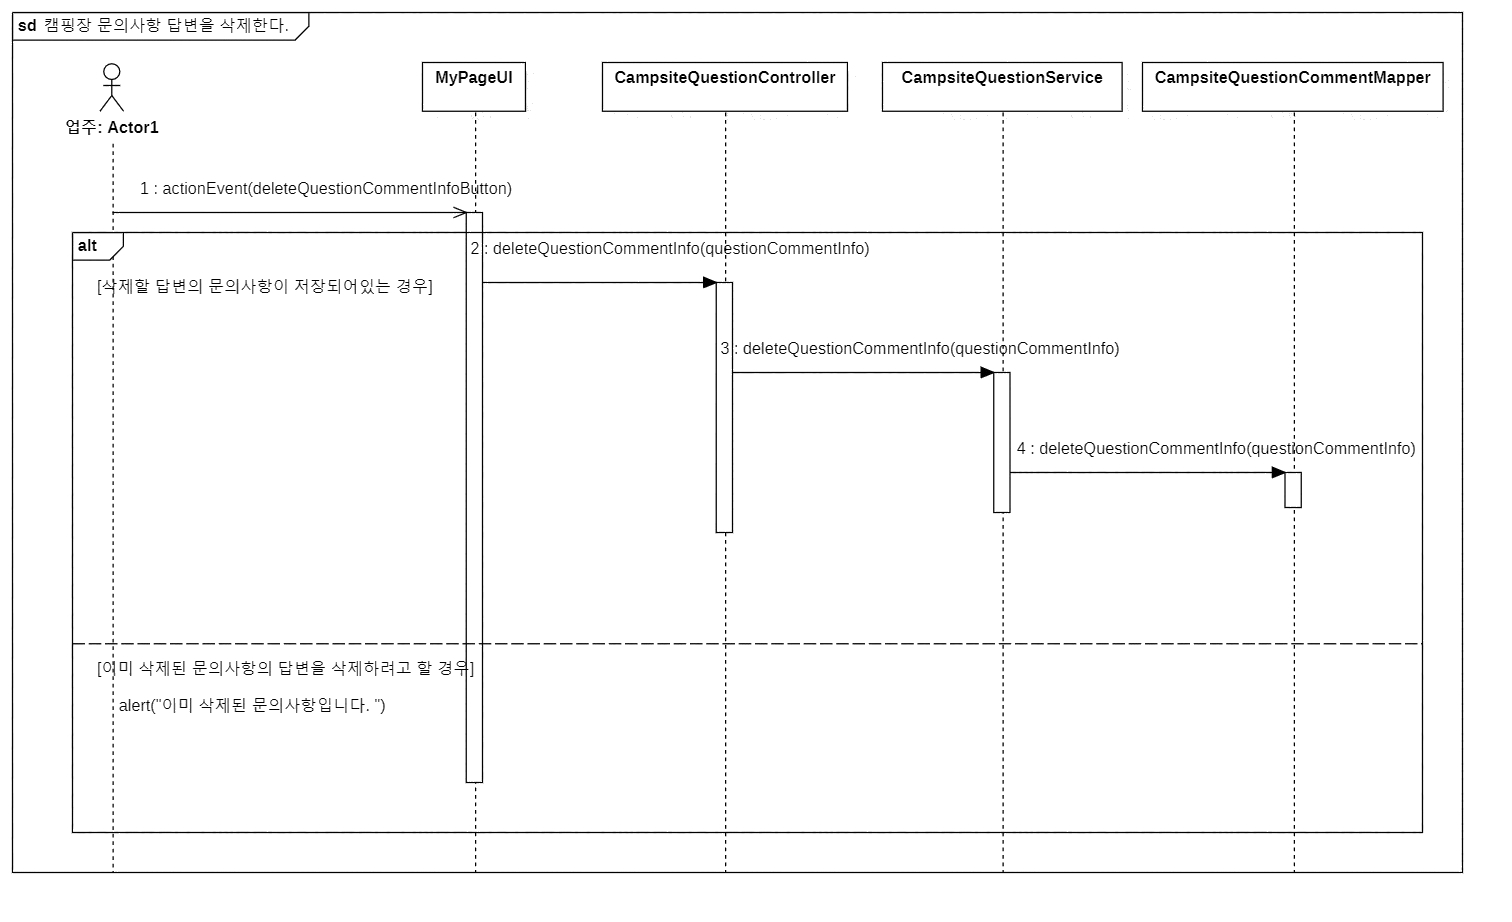 sd 캠핑장 문의사항 답변을 삭제한다.
MyPageUI
CampsiteQuestionController
CampsiteQuestionService
CampsiteQuestionCommentMapper
업주: Actor1
1 : actionEvent(deleteQuestionCommentInfoButton)
alt
2 : deleteQuestionCommentInfo(questionCommentInfo)
[삭제할 답변의 문의사항이 저장되어있는 경우]
3 : deleteQuestionCommentInfo(questionCommentInfo)
4 : deleteQuestionCommentInfo(questionCommentInfo)
[이미 삭제된 문의사항의 답변을 삭제하려고 할 경우]
alert("이미 삭제된 문의사항입니다. ")